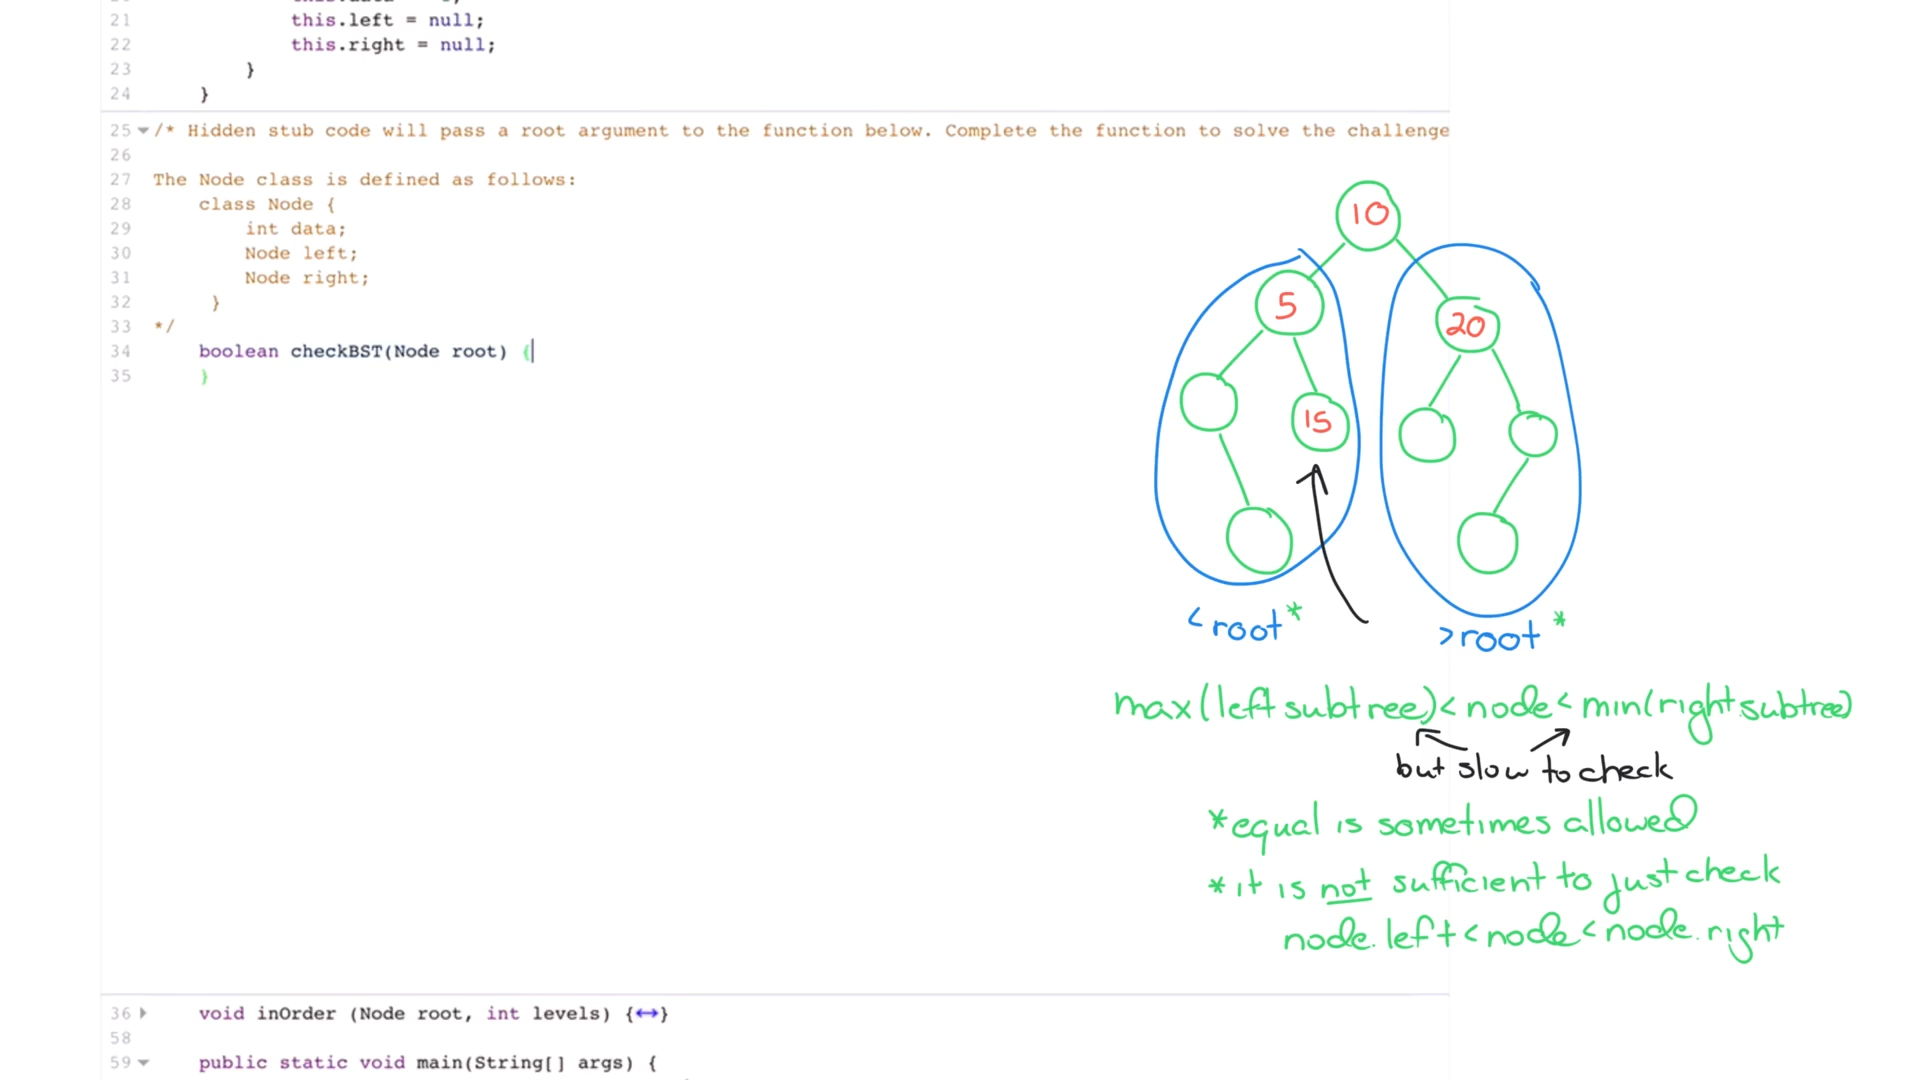 21 this.left = null;
22 this.right = null;
23 }
24 }
25 /* Hidden stub code will pass a root argument to the function below. Complete the function to solve the challenge
26
27 The Node class is defined as follows:
28 class Node {
29 int data;
30 Node left;
31 Node right;
32 }
33 */
34 boolean checkBST(Node root) {
35 }
10
5
20
15
<root*
>root *
max(left subtree)<node<min(right subtree)
but slow to check
*equal is sometimes allowed
*it is not sufficient to just check
node.left<node<node.right
36 void inOrder (Node root, int levels) {↔}
58
59 public static void main(String[] args) {